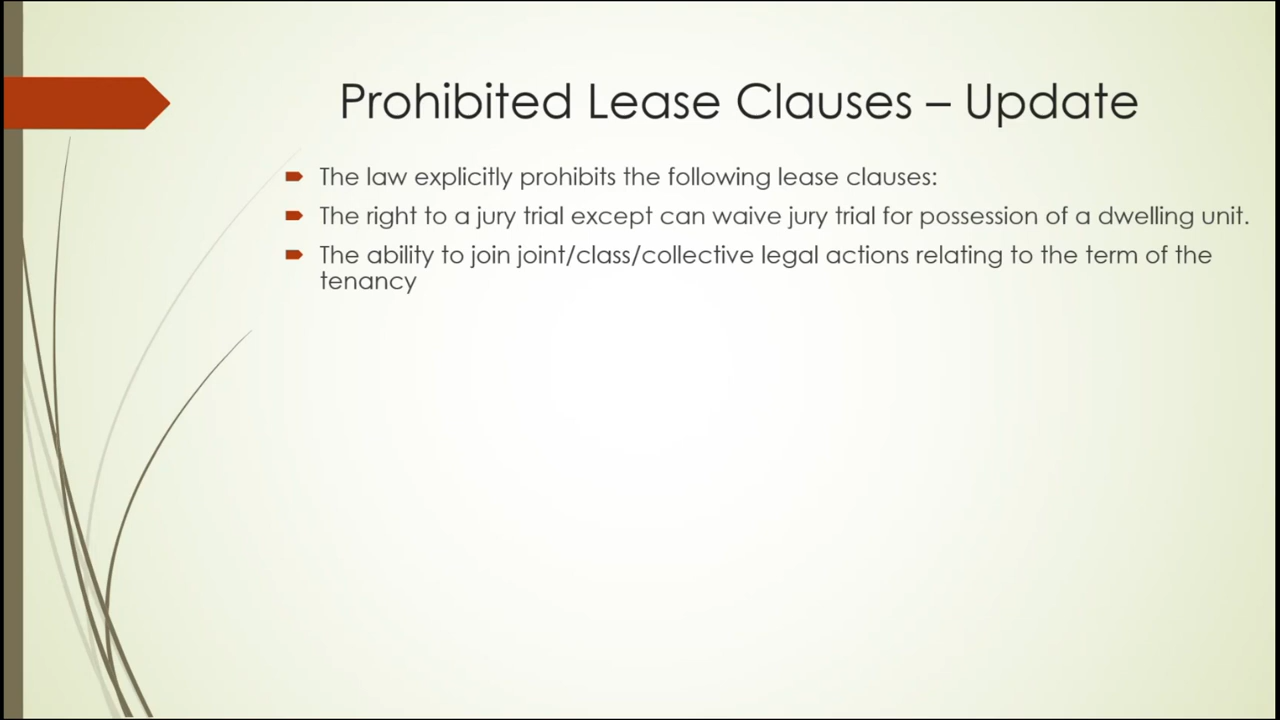 Prohibited Lease Clauses – Update
The law explicitly prohibits the following lease clauses:
The right to a jury trial except can waive jury trial for possession of a dwelling unit.
The ability to join joint/class/collective legal actions relating to the term of the
tenancy